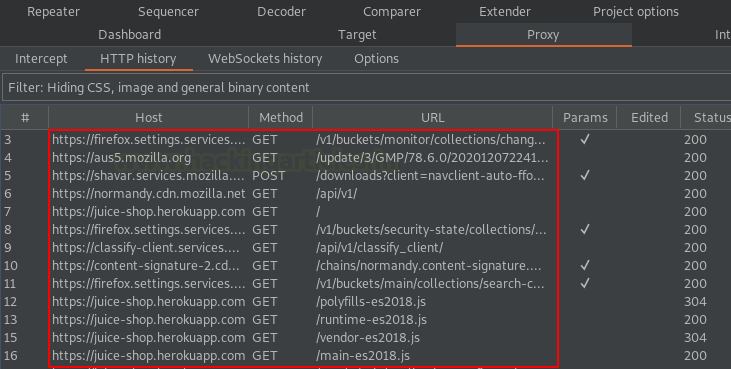 Repeater Sequencer Decoder Comparer Extender Project options
Dashboard Target Proxy Int
Intercept HTTP history WebSockets history Options
Filter: Hiding CSS, image and general binary content
# Host Method URL Params Edited Status
3 https://firefox.settings.services.... GET /v1/buckets/monitor/collections/chang... ✓ 200
4 https://aus5.mozilla.org GET /update/3/GMP/78.6.0/202012072241... 200
5 https://shavar.services.mozilla.... POST /downloads?client=navclient-auto-ffo... ✓ 200
6 https://normandy.cdn.mozilla.net GET /api/v1/ 200
7 https://juice-shop.herokuapp.com GET / 200
8 https://firefox.settings.services.... GET /v1/buckets/security-state/collections/... ✓ 200
9 https://classify-client.services.... GET /api/v1/classify_client/ 200
10 https://content-signature-2.cd... GET /chains/normandy.content-signature.... ✓ 200
11 https://firefox.settings.services.... GET /v1/buckets/main/collections/search-c... ✓ 200
12 https://juice-shop.herokuapp.com GET /polyfills-es2018.js 304
13 https://juice-shop.herokuapp.com GET /runtime-es2018.js 200
15 https://juice-shop.herokuapp.com GET /vendor-es2018.js 304
16 https://juice-shop.herokuapp.com GET /main-es2018.js 200